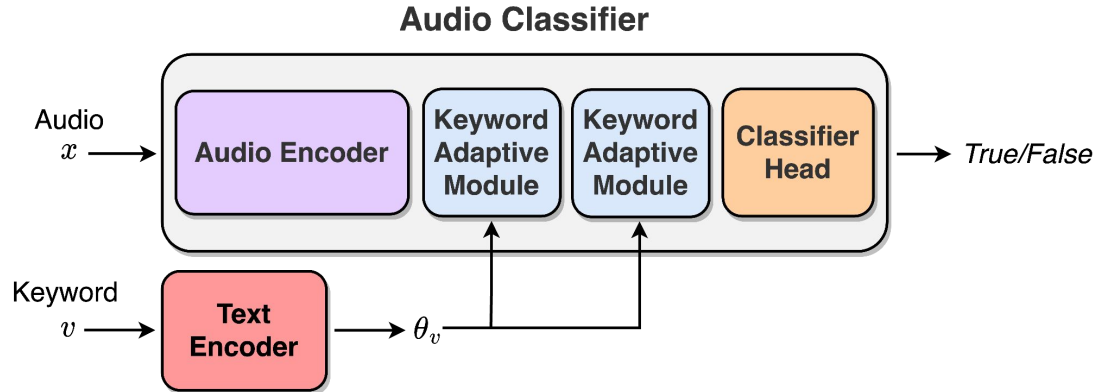 Audio Classifier
Audio
x
Audio Encoder
Keyword
Adaptive
Module
Keyword
Adaptive
Module
Classifier
Head
True/False
Keyword
v
Text
Encoder
θ_v